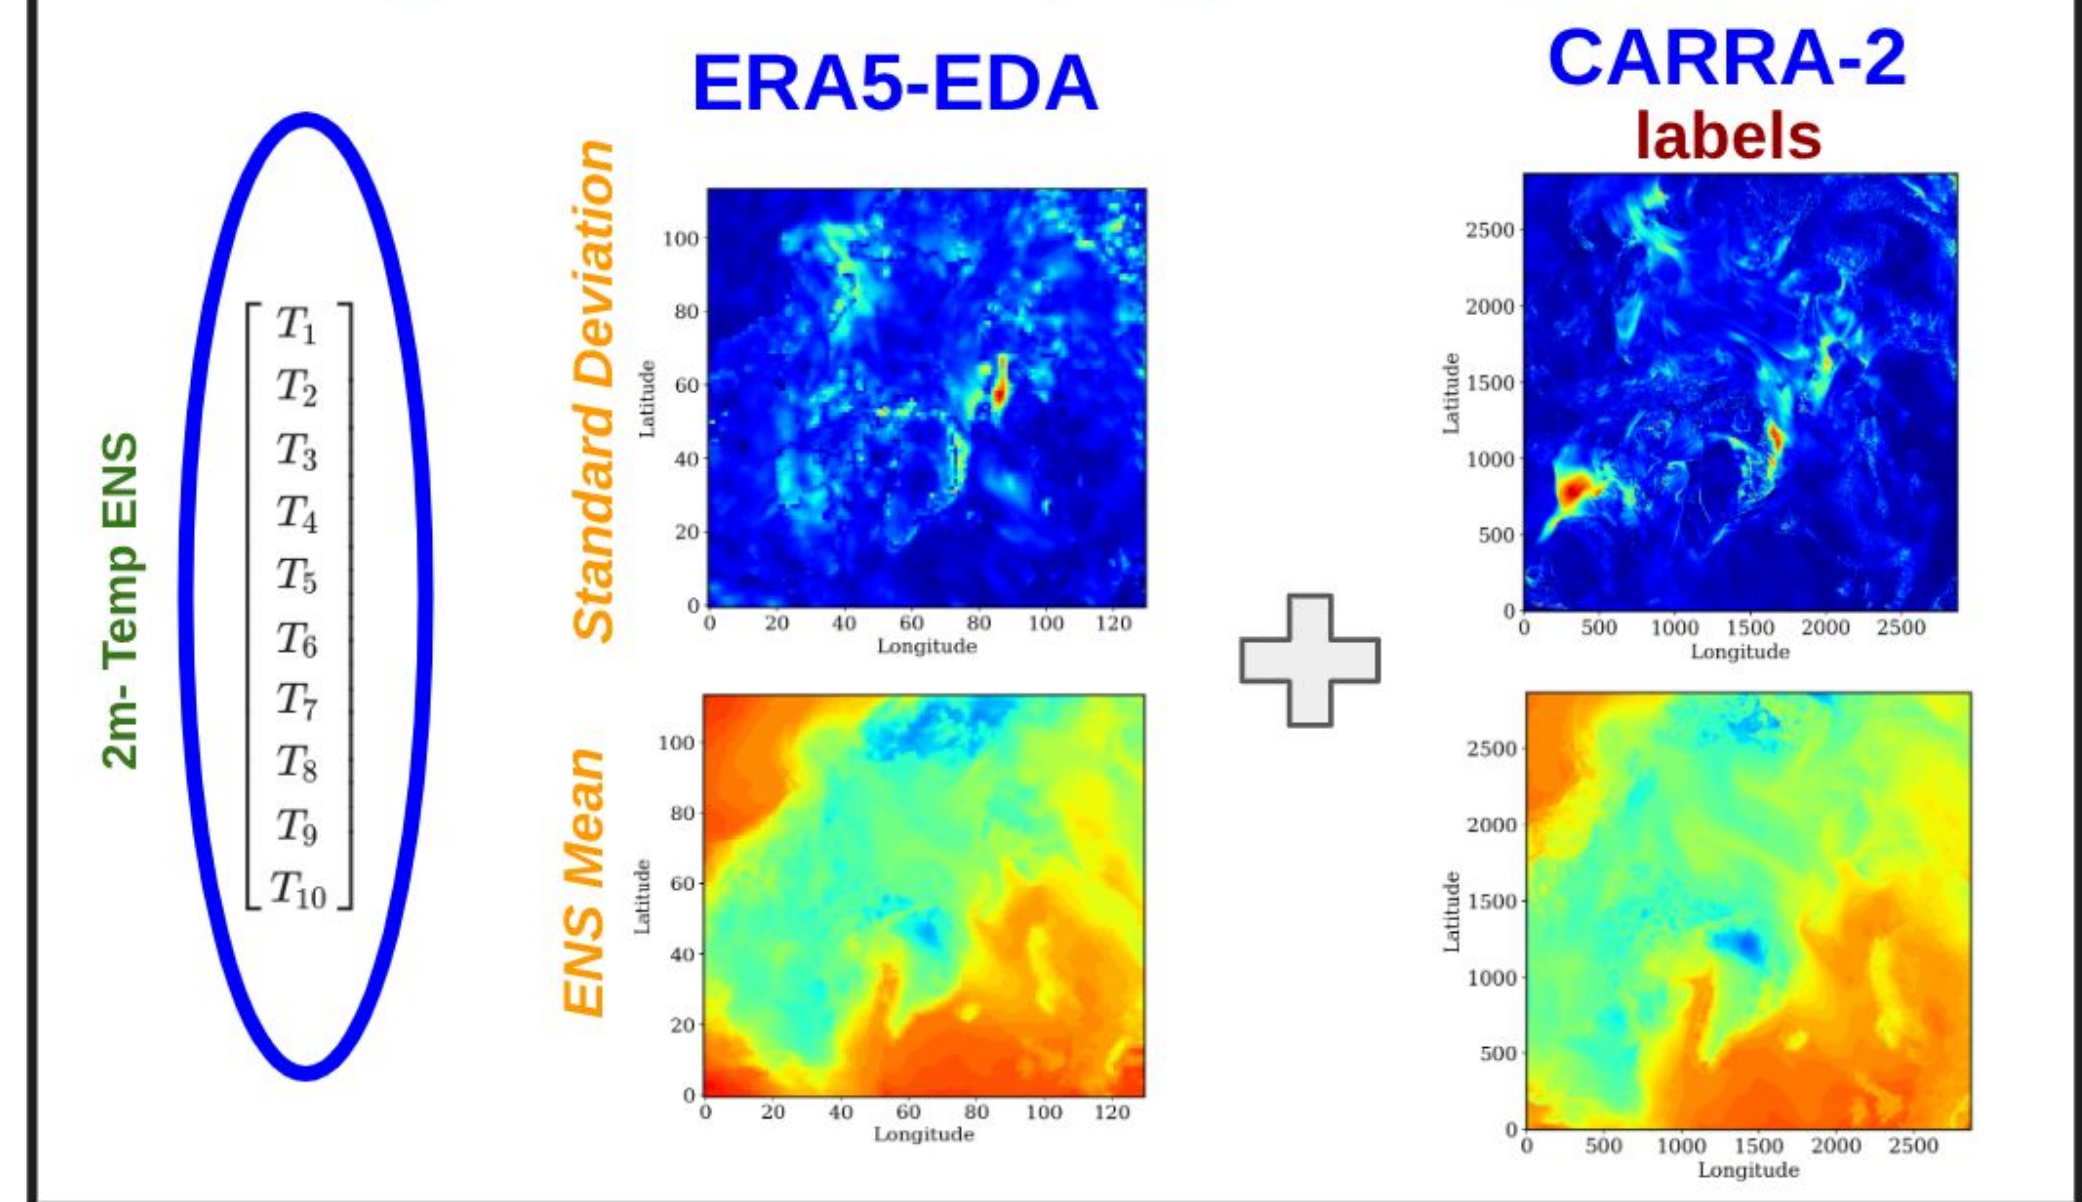 ERA5-EDA
CARRA-2
labels
2m- Temp ENS
T1
T2
T3
T4
T5
T6
T7
T8
T9
T10
Standard Deviation
Latitude
100
80
60
40
20
0
0 20 40 60 80 100 120
Longitude
Latitude
2500
2000
1500
1000
500
0
0 500 1000 1500 2000 2500
Longitude
ENS Mean
Latitude
100
80
60
40
20
0
0 20 40 60 80 100 120
Longitude
Latitude
2500
2000
1500
1000
500
0
0 500 1000 1500 2000 2500
Longitude